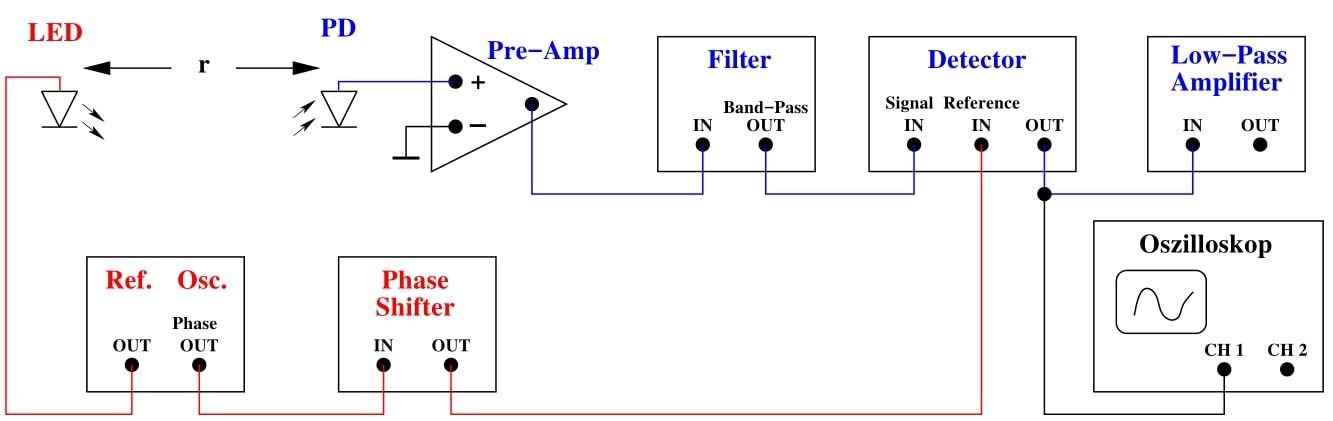 LED
r
PD
Pre−Amp
+
−
Filter
Band−Pass
IN OUT
Detector
Signal Reference
IN IN OUT
Low−Pass
Amplifier
IN OUT
Ref. Osc.
Phase
OUT OUT
Phase
Shifter
IN OUT
Oszilloskop
CH 1 CH 2